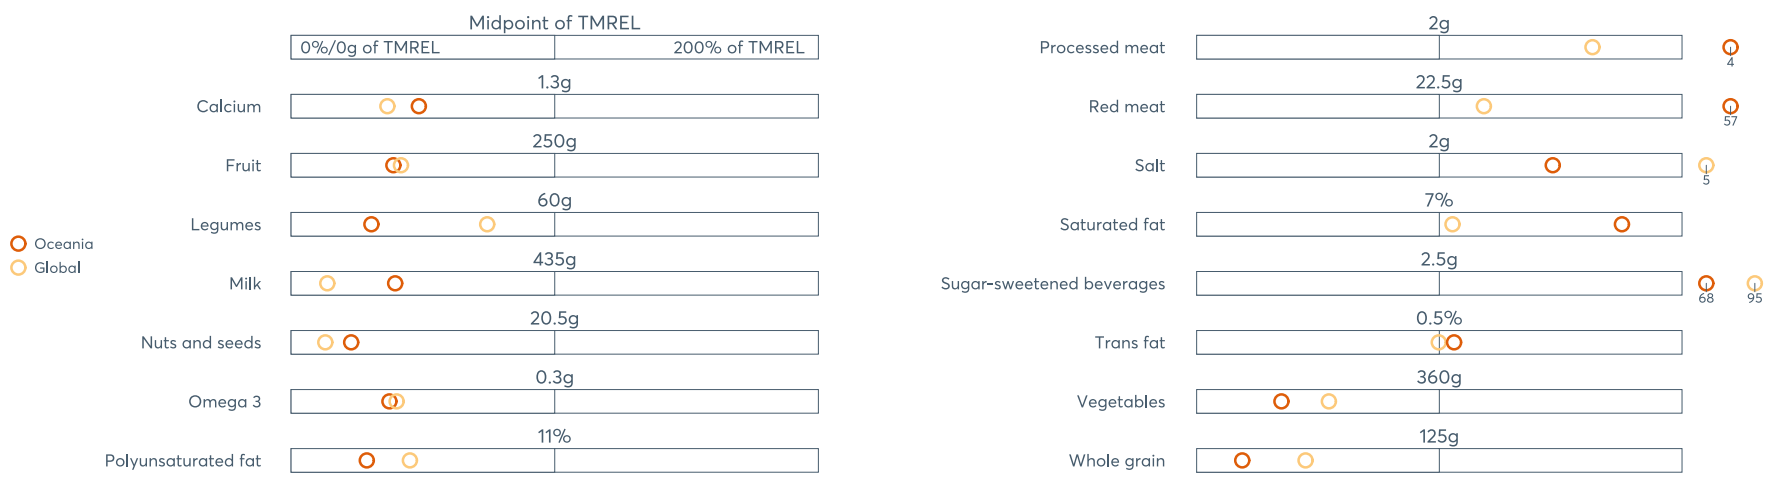 Midpoint of TMREL
0%/0g of TMREL 200% of TMREL
Calcium 1.3g
Fruit 250g
Legumes 60g
Milk 435g
Nuts and seeds 20.5g
Omega 3 0.3g
Polyunsaturated fat 11%
Oceania
Global
Processed meat 2g
4
Red meat 22.5g
57
Salt 2g
5
Saturated fat 7%
Sugar-sweetened beverages 2.5g
68 95
Trans fat 0.5%
Vegetables 360g
Whole grain 125g